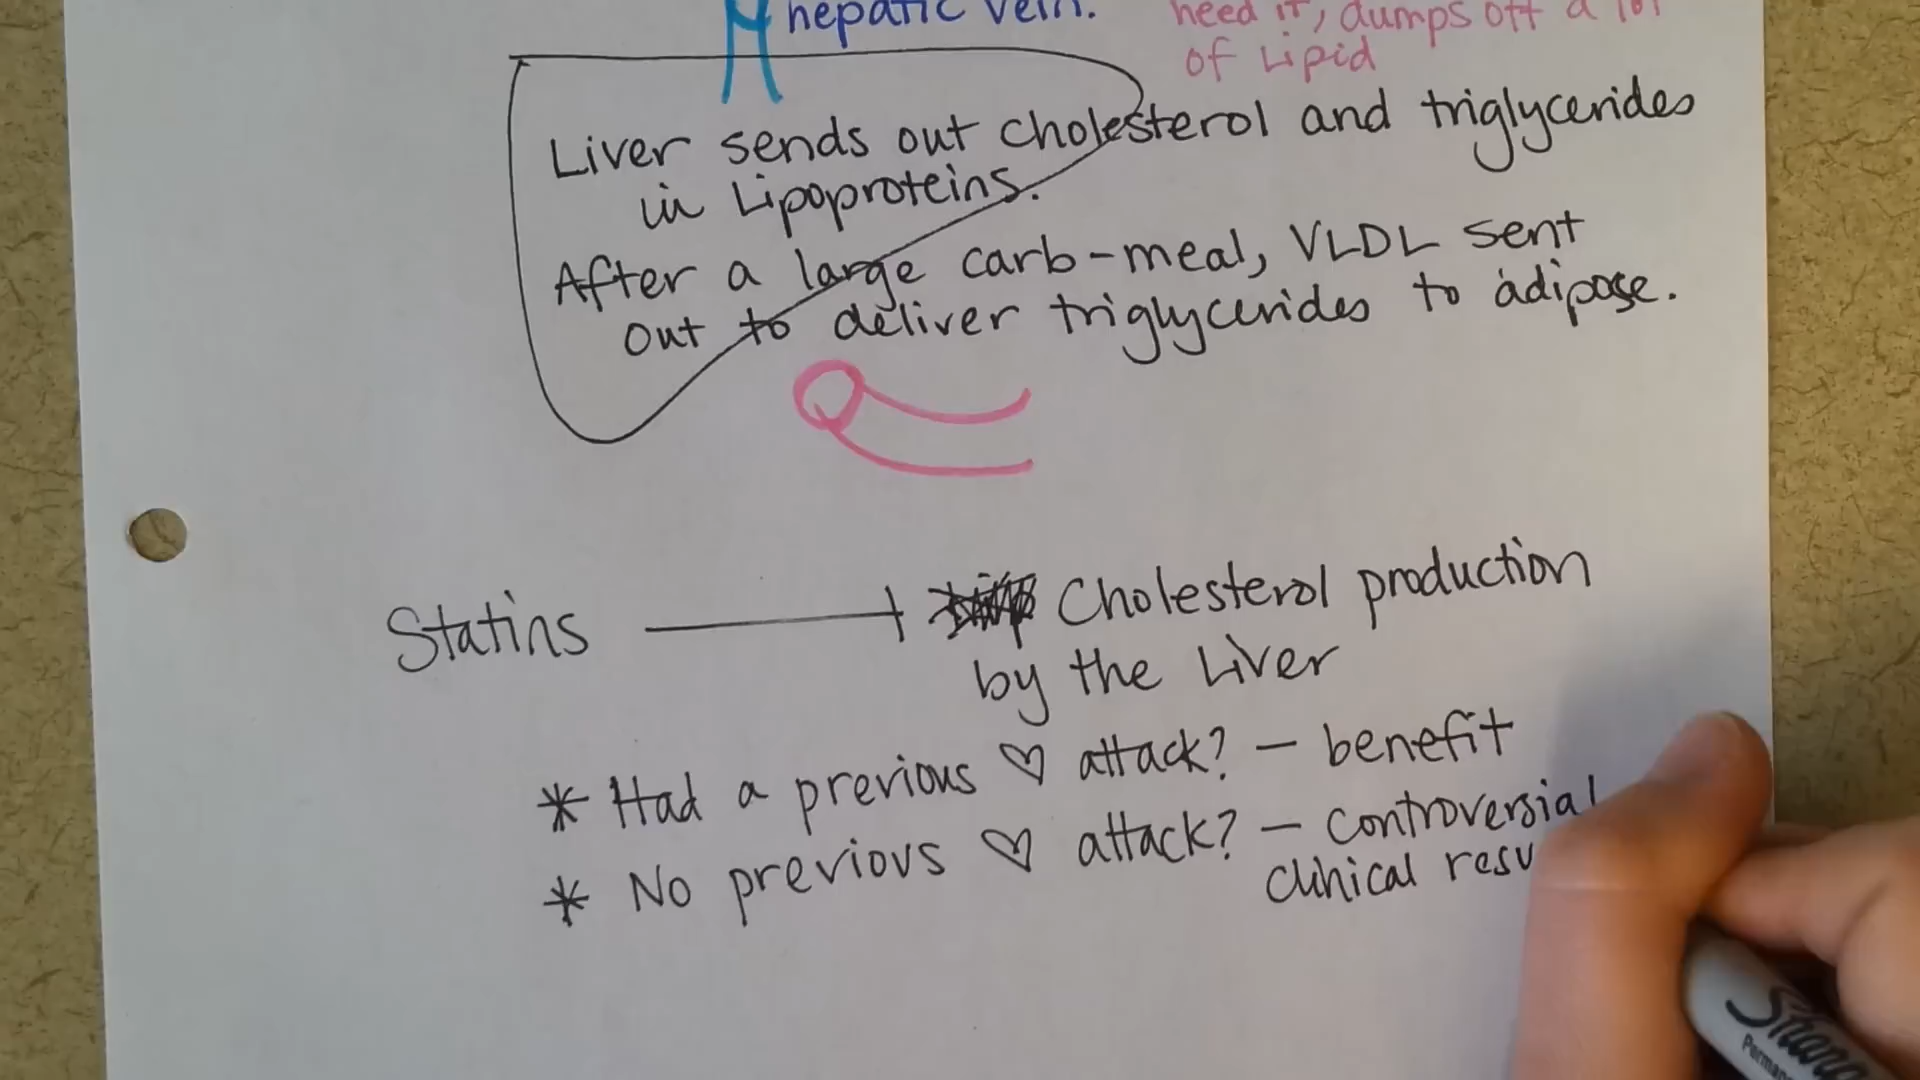 hepatic vein.
need it, dumps off a lot
of Lipid
Liver sends out cholesterol and triglycerides
in Lipoproteins.
After a large carb-meal, VLDL sent
out to deliver triglycerides to adipose.
Statins
Cholesterol production
by the Liver
* Had a previous ♡ attack? - benefit
* No previous ♡ attack? - controversial
clinical resu